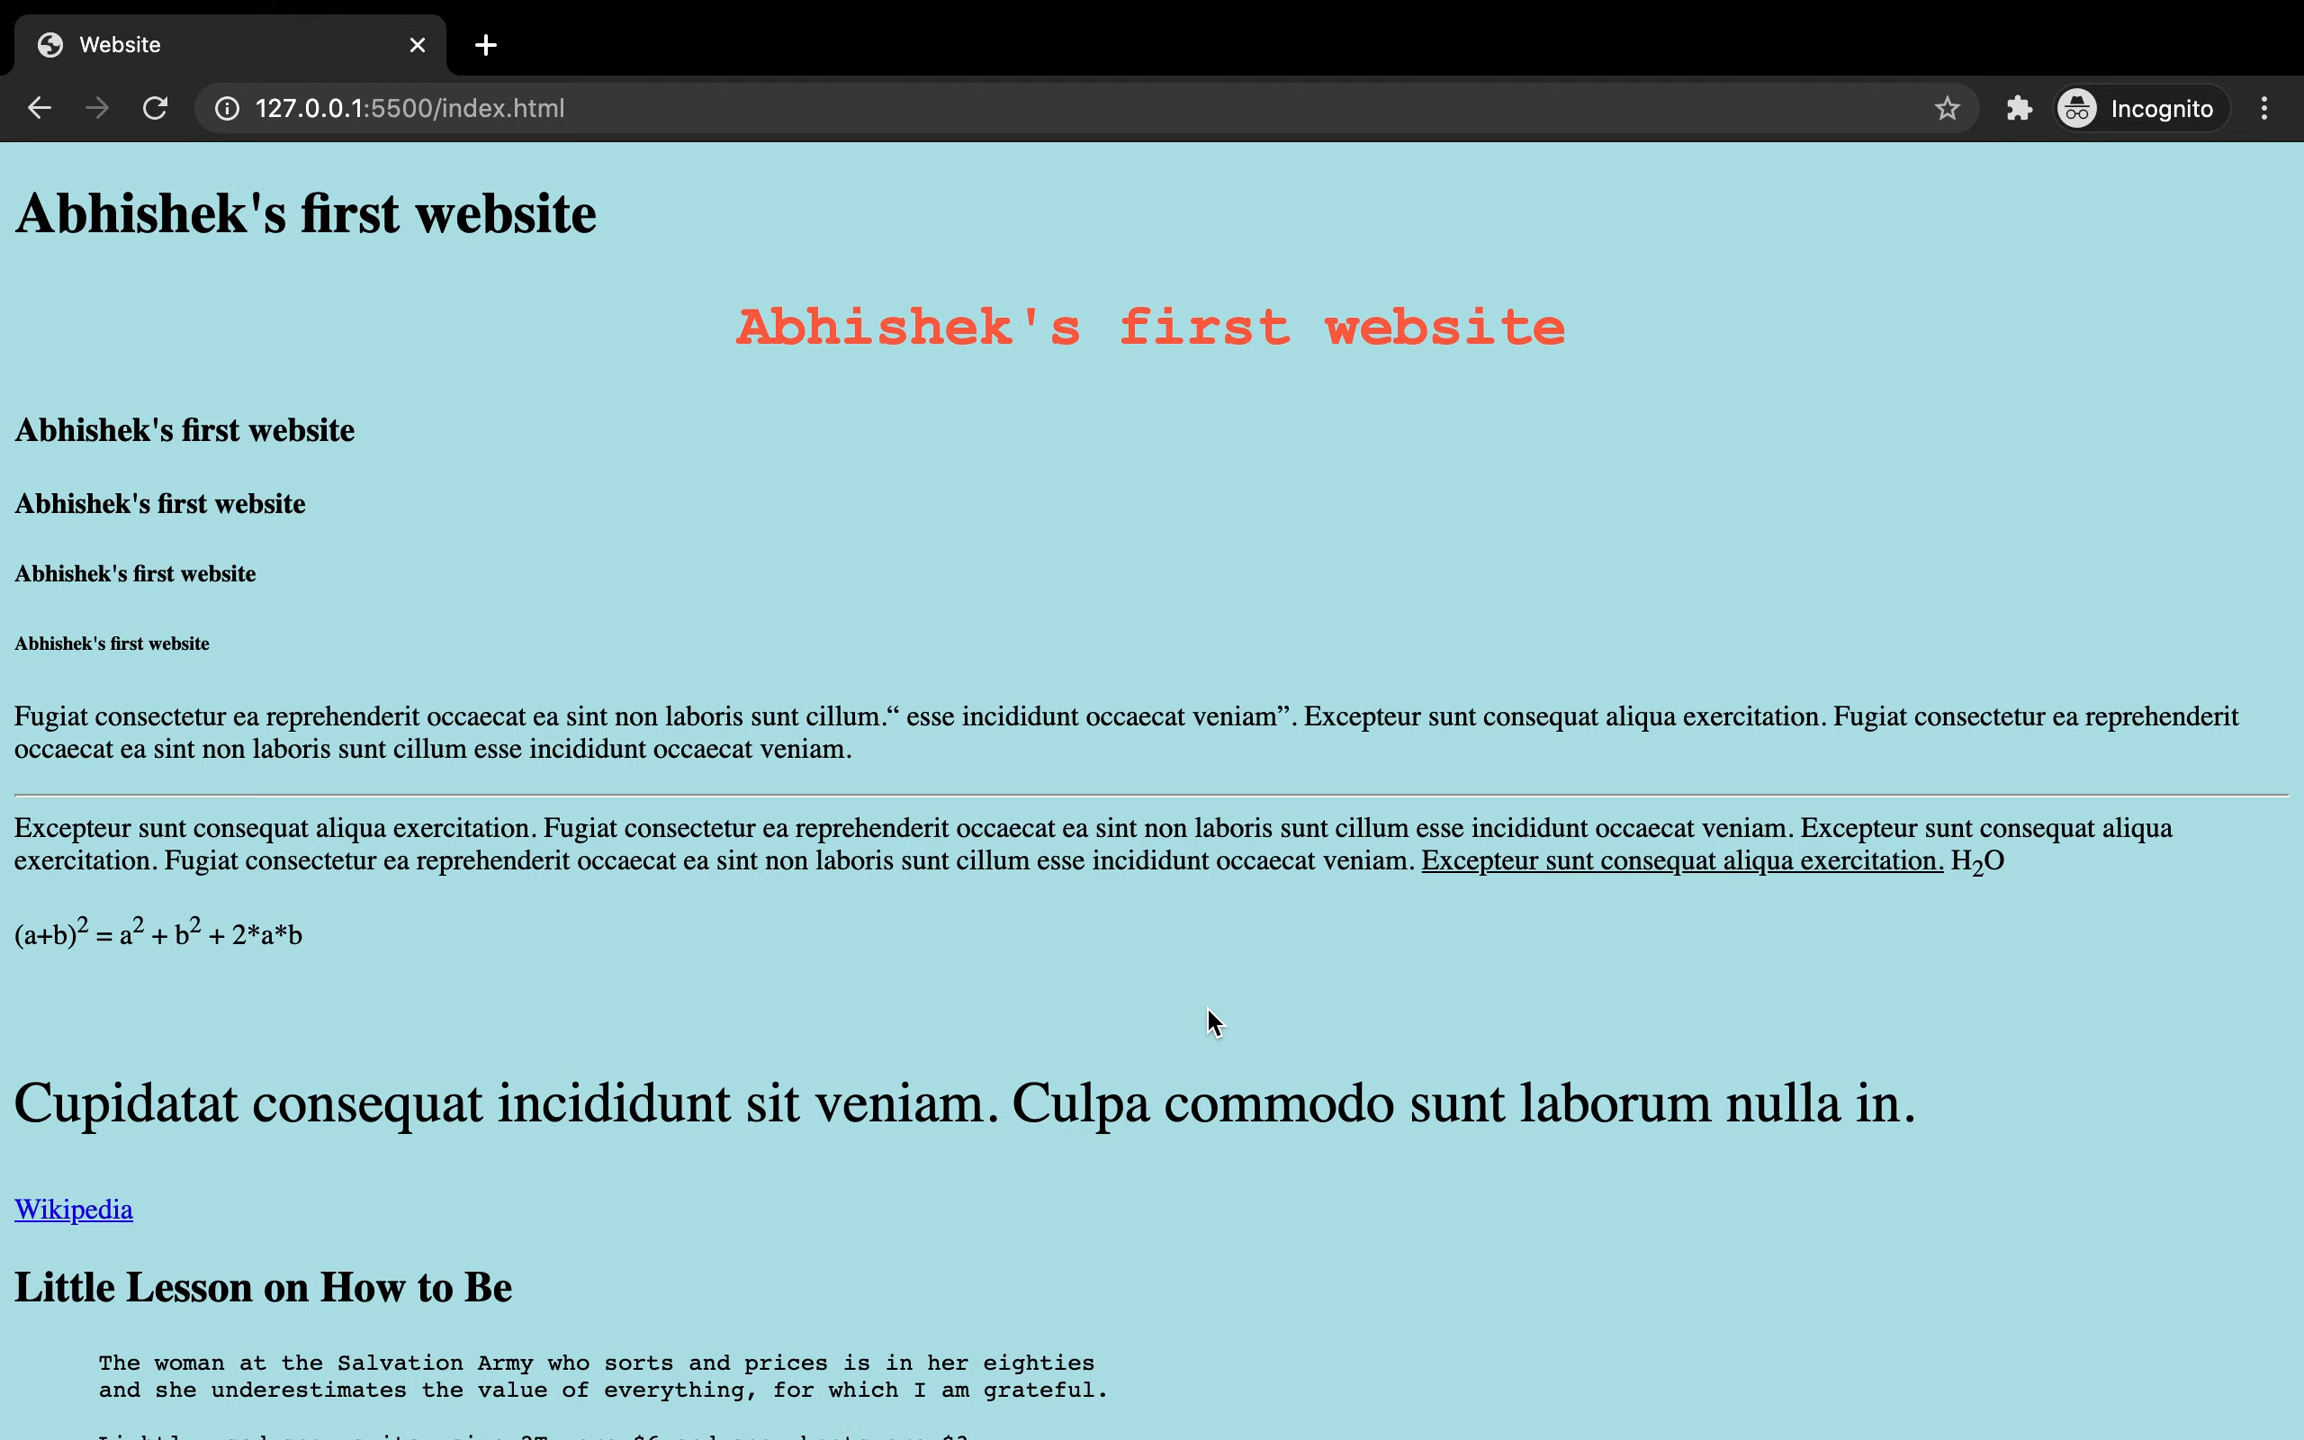 Website
127.0.0.1:5500/index.html
Incognito
Abhishek's first website
Abhishek's first website
Abhishek's first website
Abhishek's first website
Abhishek's first website
Abhishek's first website
Fugiat consectetur ea reprehenderit occaecat ea sint non laboris sunt cillum.“ esse incididunt occaecat veniam”. Excepteur sunt consequat aliqua exercitation. Fugiat consectetur ea reprehenderit
occaecat ea sint non laboris sunt cillum esse incididunt occaecat veniam.
Excepteur sunt consequat aliqua exercitation. Fugiat consectetur ea reprehenderit occaecat ea sint non laboris sunt cillum esse incididunt occaecat veniam. Excepteur sunt consequat aliqua
exercitation. Fugiat consectetur ea reprehenderit occaecat ea sint non laboris sunt cillum esse incididunt occaecat veniam. Excepteur sunt consequat aliqua exercitation. H₂O
(a+b)² = a² + b² + 2*a*b
Cupidatat consequat incididunt sit veniam. Culpa commodo sunt laborum nulla in.
Wikipedia
Little Lesson on How to Be
The woman at the Salvation Army who sorts and prices is in her eighties
and she underestimates the value of everything, for which I am grateful.